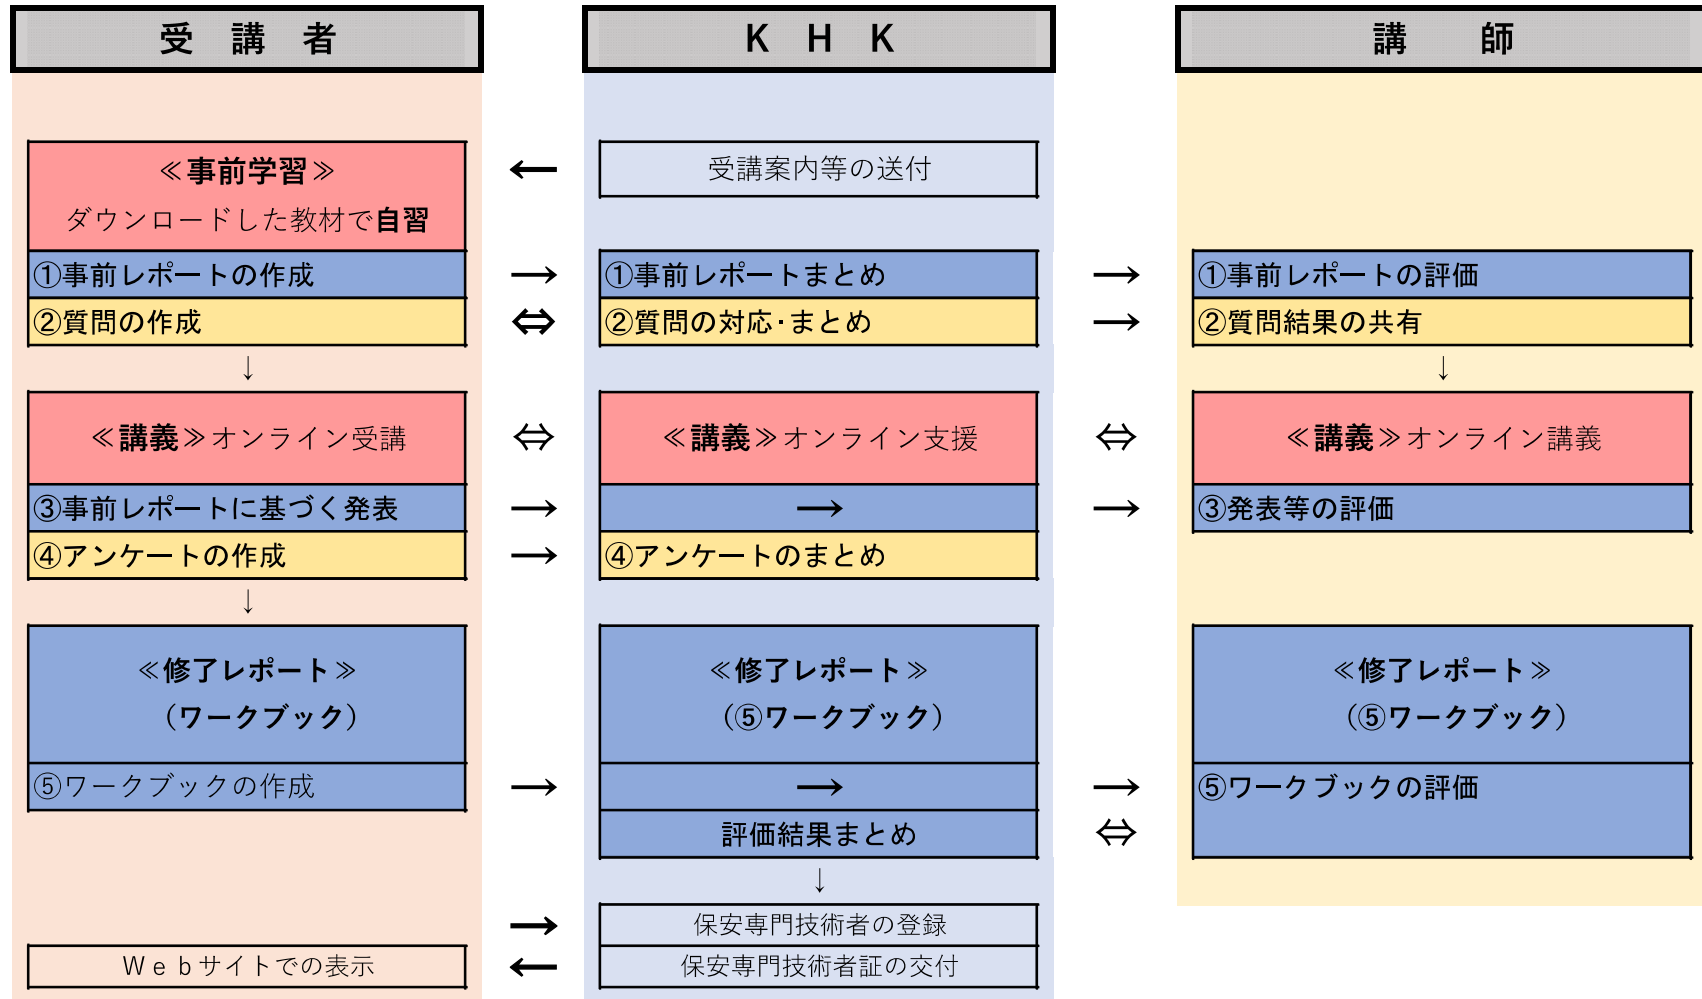 受　講　者
Ｋ　Ｈ　Ｋ
講　　師
≪事前学習≫
ダウンロードした教材で自習
←
受講案内等の送付
①事前レポートの作成
→
①事前レポートまとめ
→
①事前レポートの評価
②質問の作成
⇔
②質問の対応・まとめ
→
②質問結果の共有
↓
↓
≪講義≫オンライン受講
⇔
≪講義≫オンライン支援
⇔
≪講義≫オンライン講義
③事前レポートに基づく発表
→
→
→
③発表等の評価
④アンケートの作成
→
④アンケートのまとめ
↓
≪修了レポート≫
（ワークブック）
≪修了レポート≫
（⑤ワークブック）
≪修了レポート≫
（⑤ワークブック）
⑤ワークブックの作成
→
→
→
⑤ワークブックの評価
評価結果まとめ
⇔
↓
→
保安専門技術者の登録
Ｗｅｂサイトでの表示
←
保安専門技術者証の交付